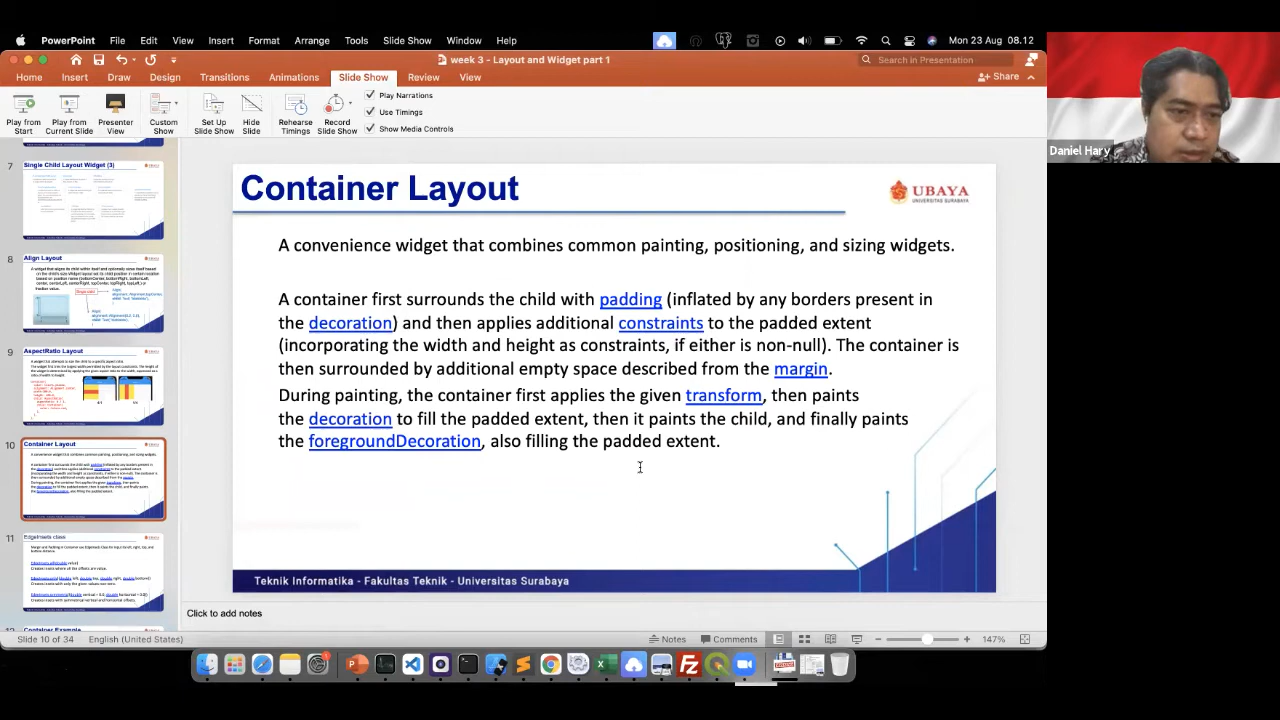 PowerPoint File Edit View Insert Format Arrange Tools Slide Show Window Help Mon 23 Aug 08.12
week 3 - Layout and Widget part 1 Search in Presentation
Home Insert Draw Design Transitions Animations Slide Show Review View Share
Play from Start
Play from Current Slide
Presenter View
Custom Show
Set Up Slide Show
Hide Slide
Rehearse Timings
Record Slide Show
Play Narrations
Use Timings
Show Media Controls
Daniel Hary
7
Single Child Layout Widget (3)
8
Align Layout
9
AspectRatio Layout
10
Container Layout
11
EdgeInsets class
12
Container Example
Container Layout
UBAYA
UNIVERSITAS SURABAYA
A convenience widget that combines common painting, positioning, and sizing widgets.
A container first surrounds the child with padding (inflated by any borders present in
the decoration) and then applies additional constraints to the padded extent
(incorporating the width and height as constraints, if either is non-null). The container is
then surrounded by additional empty space described from the margin.
During painting, the container first applies the given transform, then paints
the decoration to fill the padded extent, then it paints the child, and finally paints
the foregroundDecoration, also filling the padded extent.
Teknik Informatika - Fakultas Teknik - Universitas Surabaya
Click to add notes
Slide 10 of 34 English (United States) Notes Comments 147%